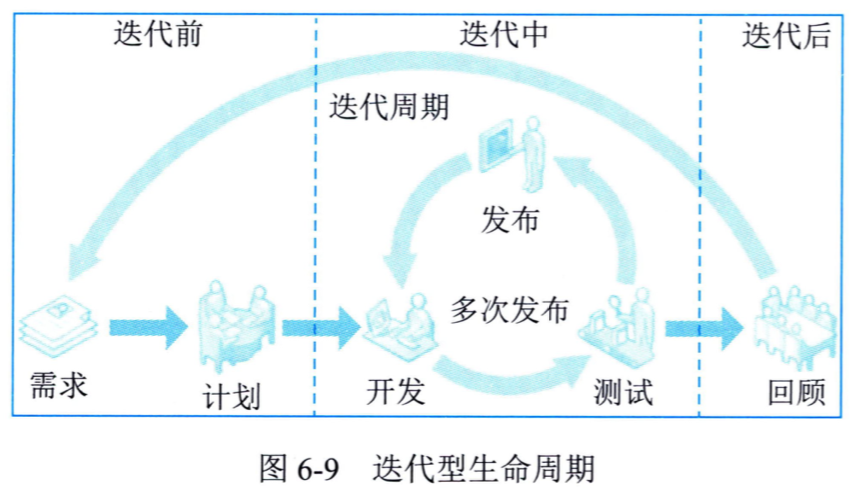 迭代前
迭代中
迭代后
迭代周期
发布
多次发布
需求
计划
开发
测试
回顾
图 6-9 迭代型生命周期